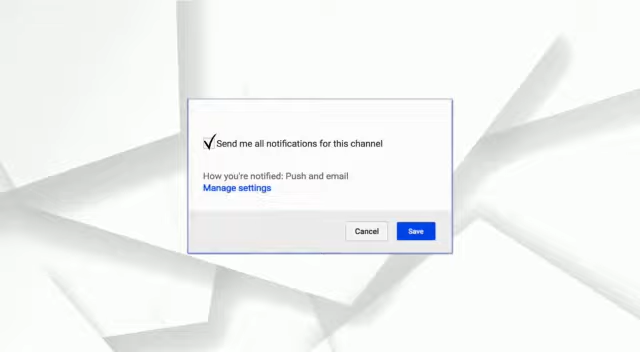 Send me all notifications for this channel
How you're notified: Push and email
Manage settings
Cancel
Save